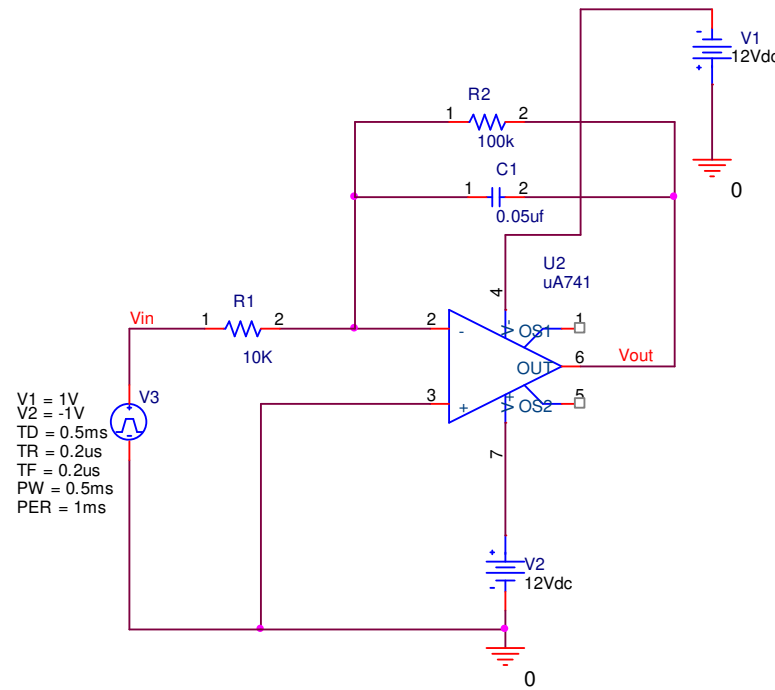 V1
12Vdc
0
R2
1
2
100k
C1
1
2
0.05uf
U2
uA741
4
Vin
R1
1
2
10K
2
-
V-
OS1
1
OUT
6
Vout
3
+
V+
OS2
5
7
V3
V1 = 1V
V2 = -1V
TD = 0.5ms
TR = 0.2us
TF = 0.2us
PW = 0.5ms
PER = 1ms
V2
12Vdc
0